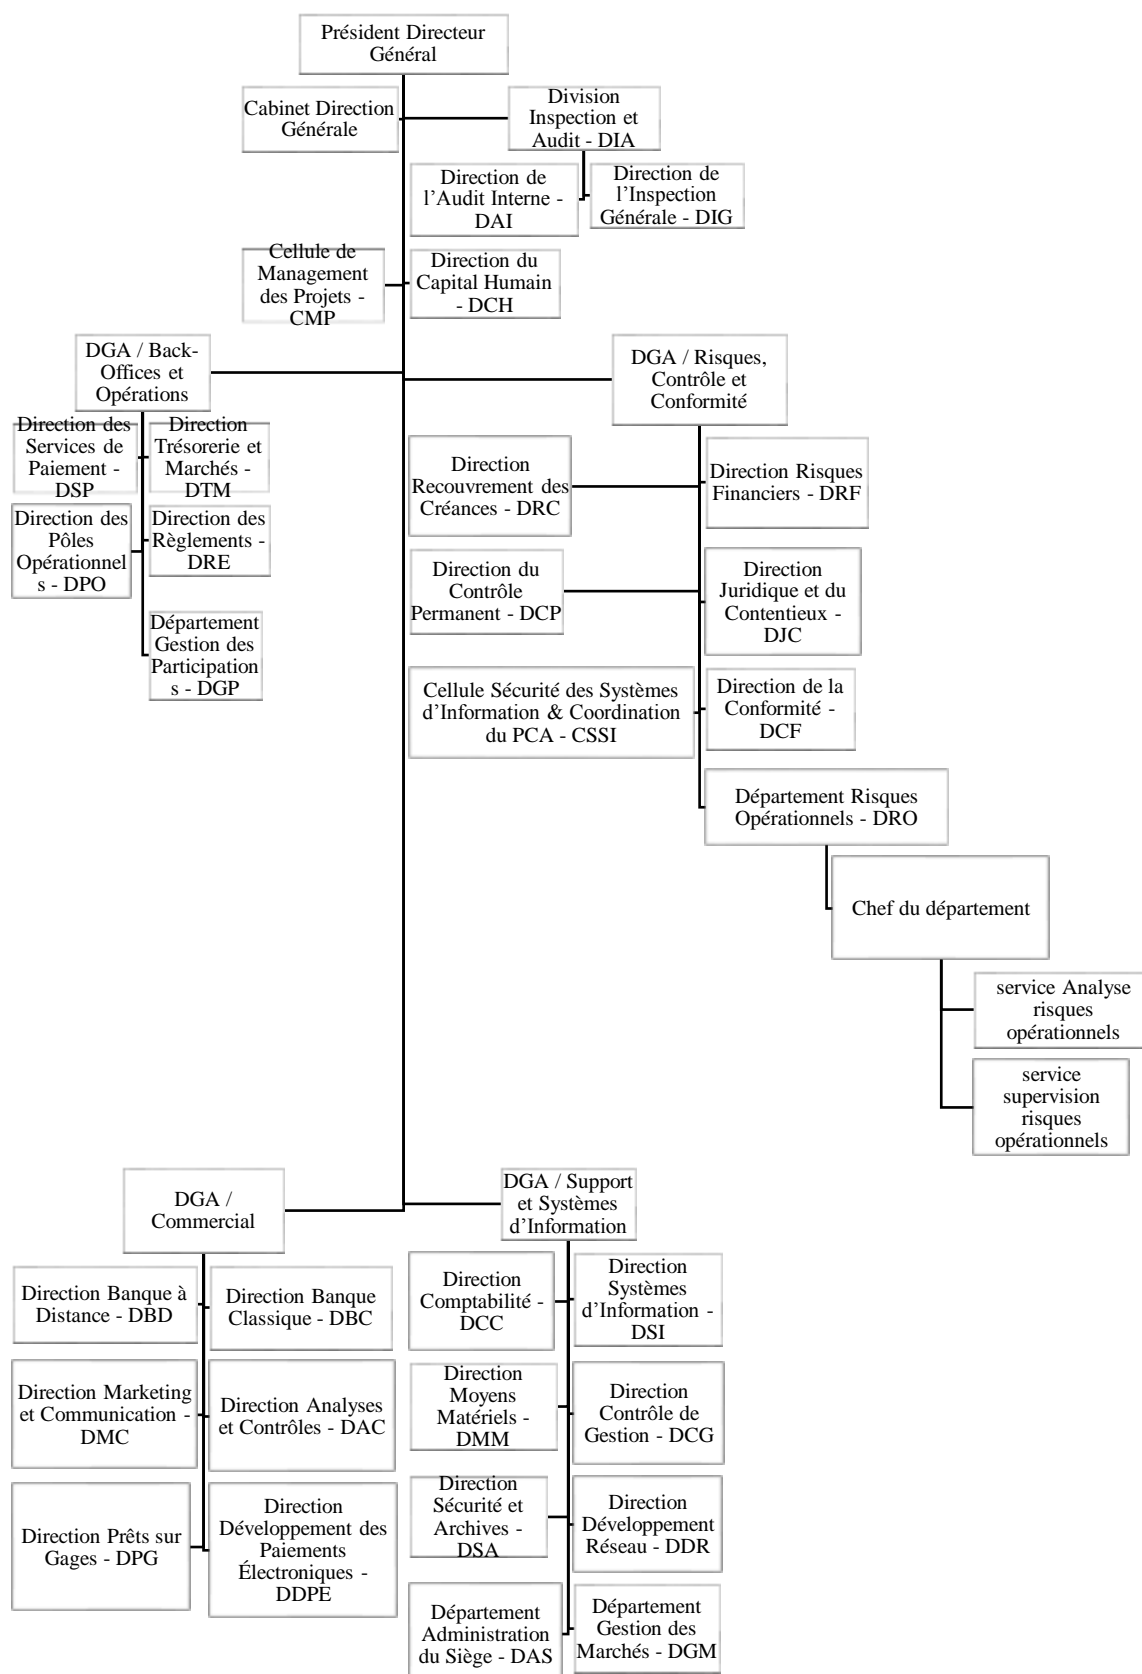 Président Directeur
Général
Cabinet Direction
Générale
Division
Inspection et
Audit - DIA
Direction de
l’Audit Interne -
DAI
Direction de
l’Inspection
Générale - DIG
Cellule de
Management
des Projets -
CMP
Direction du
Capital Humain
- DCH
DGA / Back-
Offices et
Opérations
DGA / Risques,
Contrôle et
Conformité
Direction des
Services de
Paiement -
DSP
Direction
Trésorerie et
Marchés -
DTM
Direction des
Pôles
Opérationnel
s - DPO
Direction des
Règlements -
DRE
Département
Gestion des
Participation
s - DGP
Direction
Recouvrement des
Créances - DRC
Direction Risques
Financiers - DRF
Direction du
Contrôle
Permanent - DCP
Direction
Juridique et du
Contentieux -
DJC
Cellule Sécurité des Systèmes
d’Information & Coordination
du PCA - CSSI
Direction de la
Conformité -
DCF
Département Risques
Opérationnels - DRO
Chef du département
service Analyse
risques
opérationnels
service
supervision
risques
opérationnels
DGA /
Commercial
DGA / Support
et Systèmes
d’Information
Direction Banque à
Distance - DBD
Direction Banque
Classique - DBC
Direction Marketing
et Communication -
DMC
Direction Analyses
et Contrôles - DAC
Direction Prêts sur
Gages - DPG
Direction
Développement des
Paiements
Électroniques -
DDPE
Direction
Comptabilité -
DCC
Direction
Systèmes
d’Information -
DSI
Direction
Moyens
Matériels -
DMM
Direction
Contrôle de
Gestion - DCG
Direction
Sécurité et
Archives -
DSA
Direction
Développement
Réseau - DDR
Département
Administration
du Siège - DAS
Département
Gestion des
Marchés - DGM